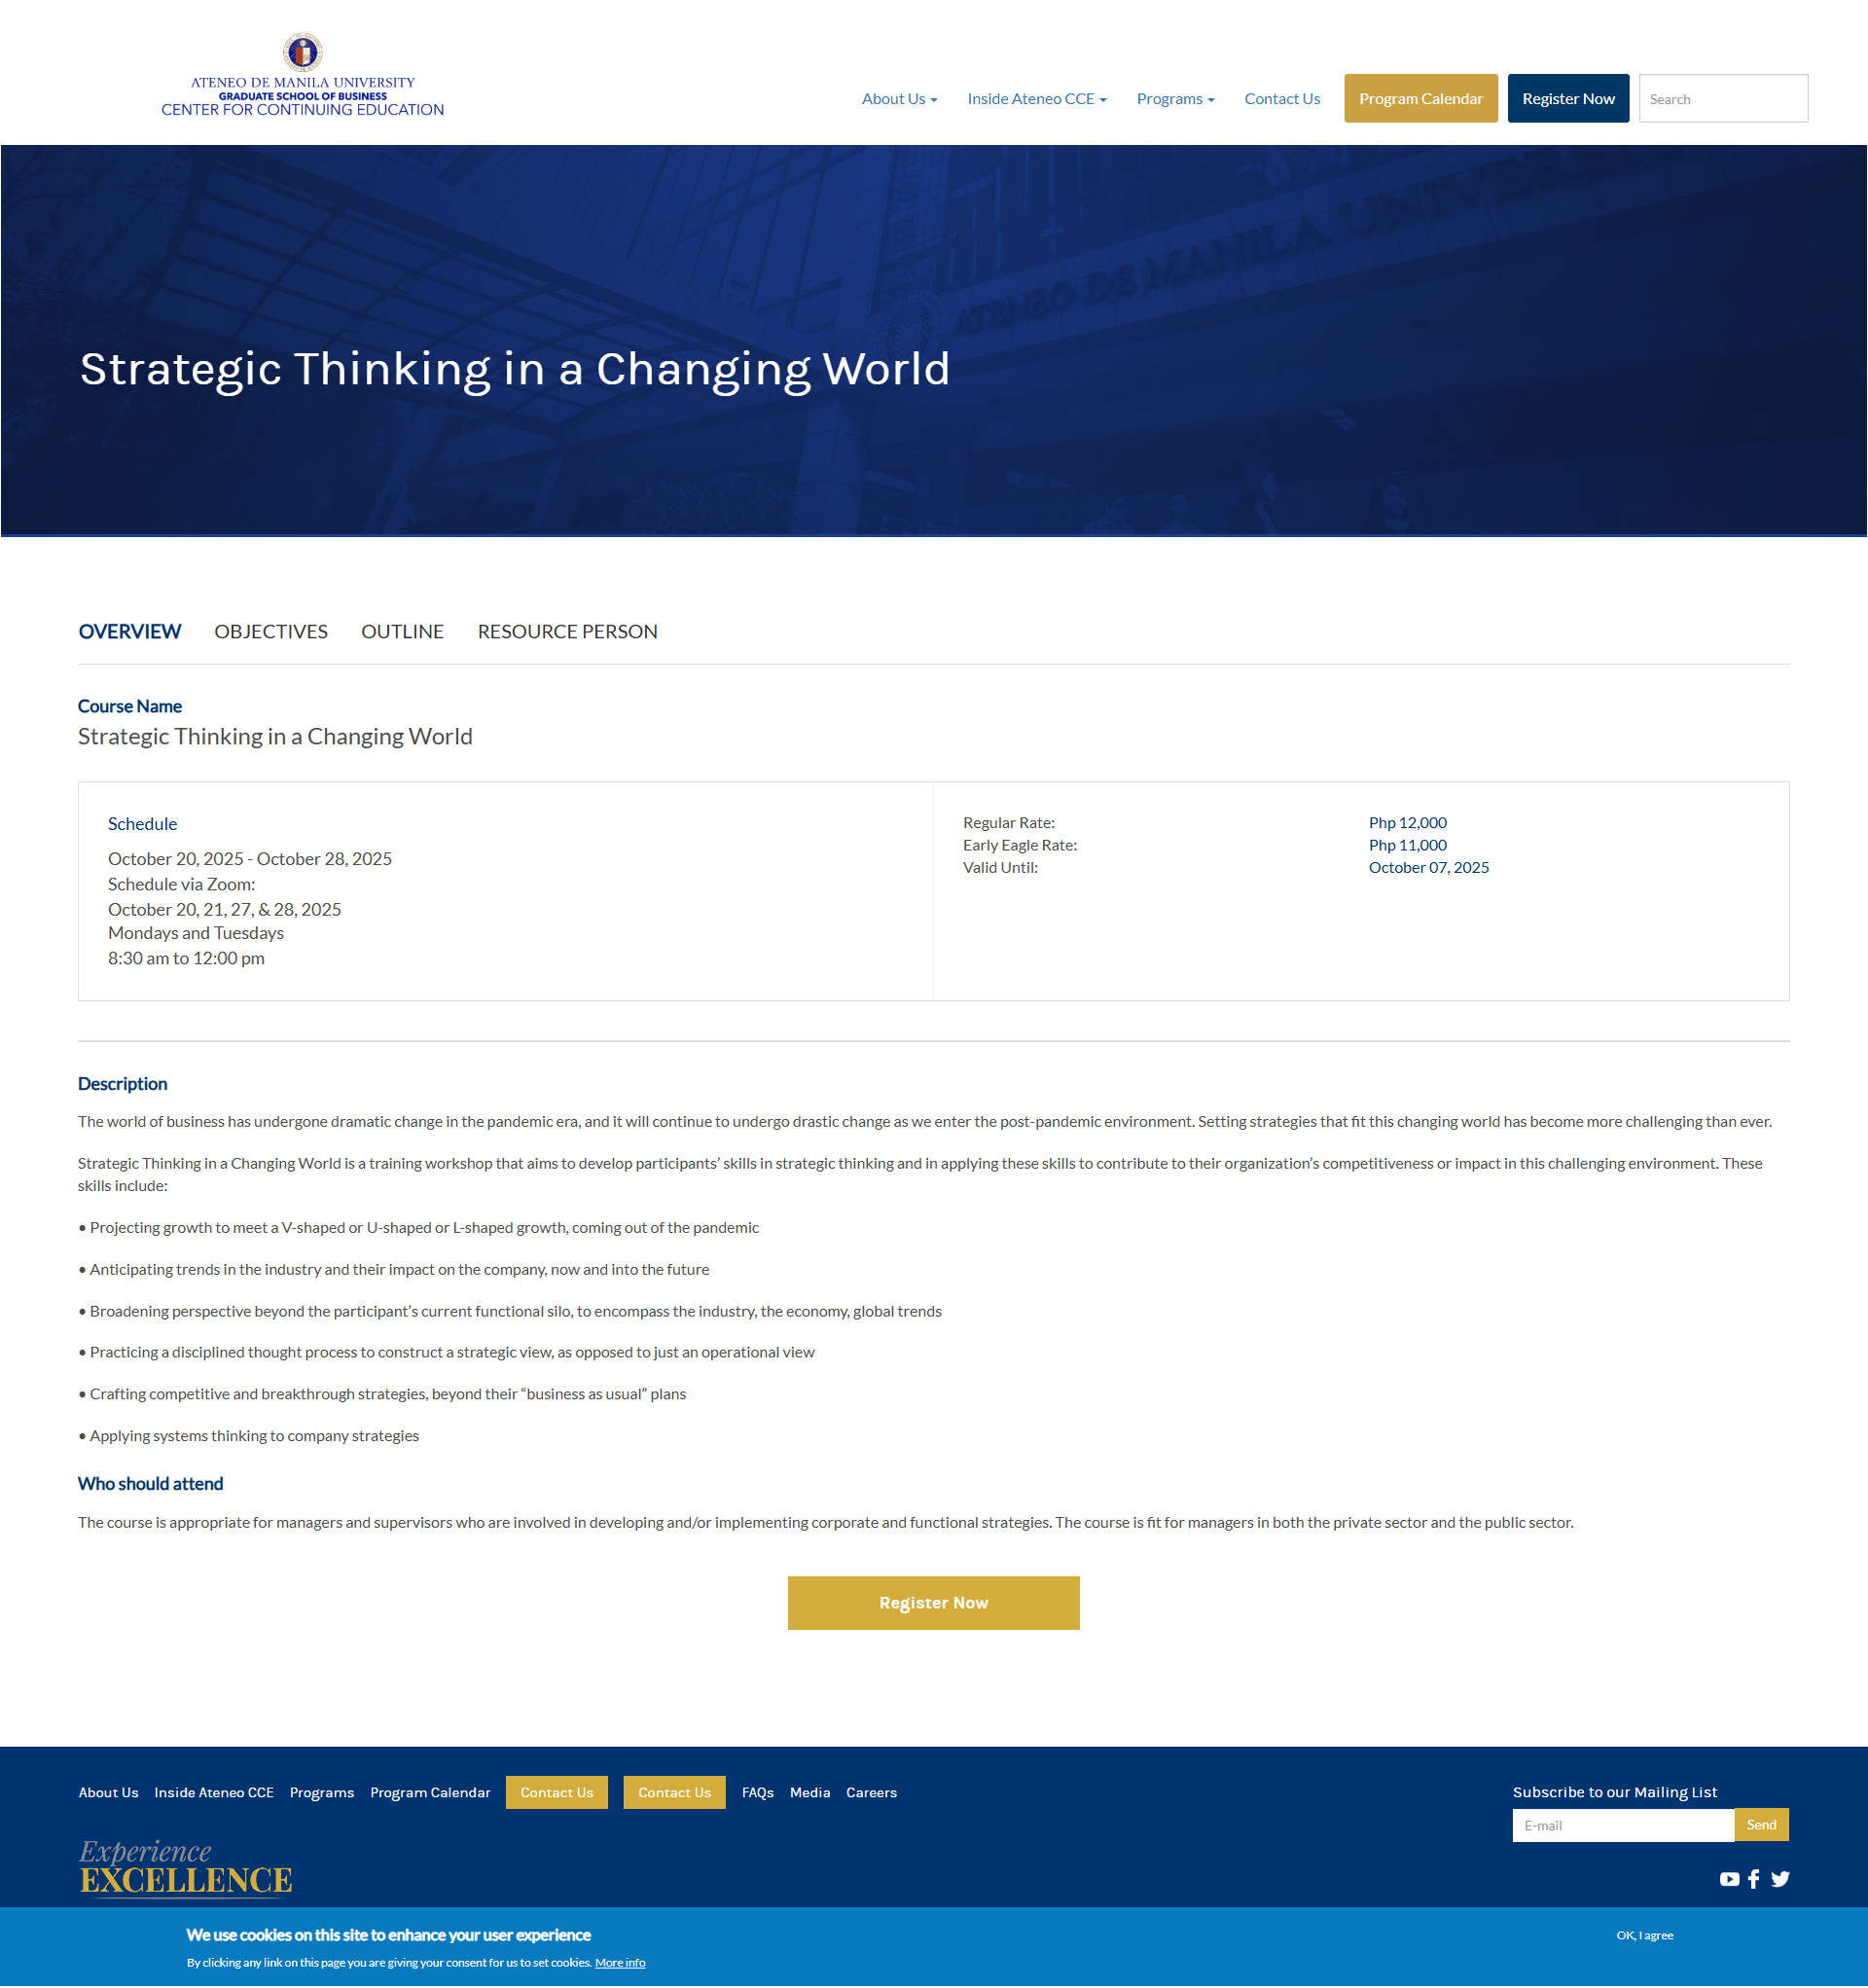 ATENEO DE MANILA UNIVERSITY
GRADUATE SCHOOL OF BUSINESS
CENTER FOR CONTINUING EDUCATION
About Us
Inside Ateneo CCE
Programs
Contact Us
Program Calendar
Register Now
Search
ATENEO DE MANILA UNIVERSITY
Strategic Thinking in a Changing World
OVERVIEW
OBJECTIVES
OUTLINE
RESOURCE PERSON
Course Name
Strategic Thinking in a Changing World
Schedule
October 20, 2025 - October 28, 2025
Schedule via Zoom:
October 20, 21, 27, & 28, 2025
Mondays and Tuesdays
8:30 am to 12:00 pm
Regular Rate: Php 12,000
Early Eagle Rate: Php 11,000
Valid Until: October 07, 2025
Description
The world of business has undergone dramatic change in the pandemic era, and it will continue to undergo drastic change as we enter the post-pandemic environment. Setting strategies that fit this changing world has become more challenging than ever.
Strategic Thinking in a Changing World is a training workshop that aims to develop participants’ skills in strategic thinking and in applying these skills to contribute to their organization’s competitiveness or impact in this challenging environment. These
skills include:
• Projecting growth to meet a V-shaped or U-shaped or L-shaped growth, coming out of the pandemic
• Anticipating trends in the industry and their impact on the company, now and into the future
• Broadening perspective beyond the participant’s current functional silo, to encompass the industry, the economy, global trends
• Practicing a disciplined thought process to construct a strategic view, as opposed to just an operational view
• Crafting competitive and breakthrough strategies, beyond their “business as usual” plans
• Applying systems thinking to company strategies
Who should attend
The course is appropriate for managers and supervisors who are involved in developing and/or implementing corporate and functional strategies. The course is fit for managers in both the private sector and the public sector.
Register Now
About Us
Inside Ateneo CCE
Programs
Program Calendar
Contact Us
Contact Us
FAQs
Media
Careers
Subscribe to our Mailing List
E-mail
Send
Experience
EXCELLENCE
We use cookies on this site to enhance your user experience
By clicking any link on this page you are giving your consent for us to set cookies. More info
OK, I agree